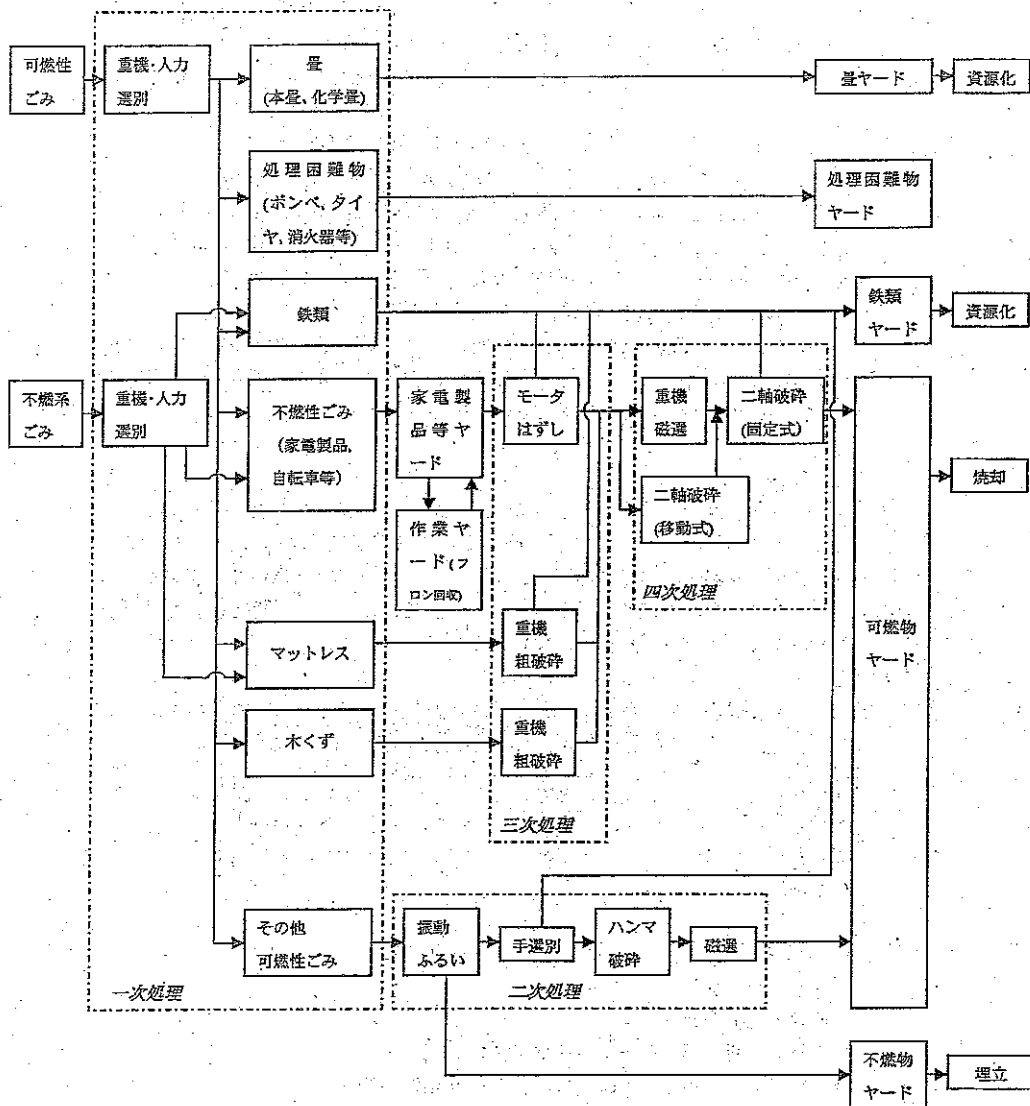 可燃性
ごみ
重機・人力
選別
畳
(本畳、化学畳)
畳ヤード
資源化
処理困難物
(ボンベ、タイ
ヤ、消火器等)
処理困難物
ヤード
鉄類
鉄類
ヤード
資源化
不燃系
ごみ
重機・人力
選別
不燃性ごみ
(家電製品、
自転車等)
家電製
品等ヤ
ード
モータ
はずし
重機
磁選
二軸破砕
(固定式)
二軸破砕
(移動式)
四次処理
作業ヤ
ード(フ
ロン回収)
焼却
可燃物
ヤード
マットレス
重機
粗破砕
木くず
重機
粗破砕
三次処理
その他
可燃性ごみ
振動
ふるい
手選別
ハンマ
破砕
磁選
一次処理
二次処理
不燃物
ヤード
埋立